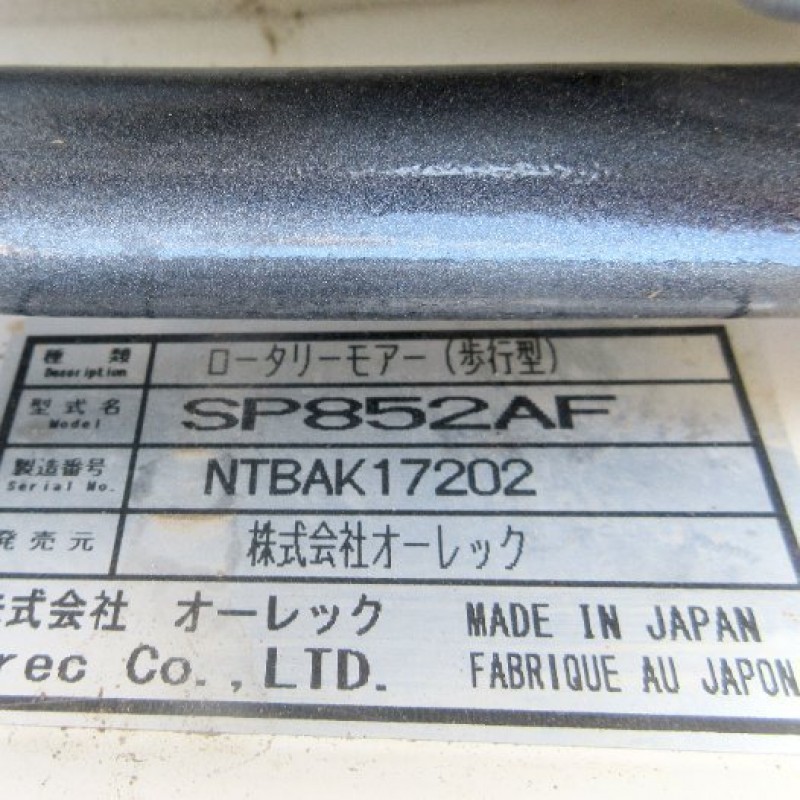 種類 ロータリーモアー(歩行型)
Description
型式名 SP852AF
Model
製造番号 NTBAK17202
Serial No.
発売元 株式会社オーレック
株式会社 オーレック MADE IN JAPAN
rec Co.,LTD. FABRIQUE AU JAPON